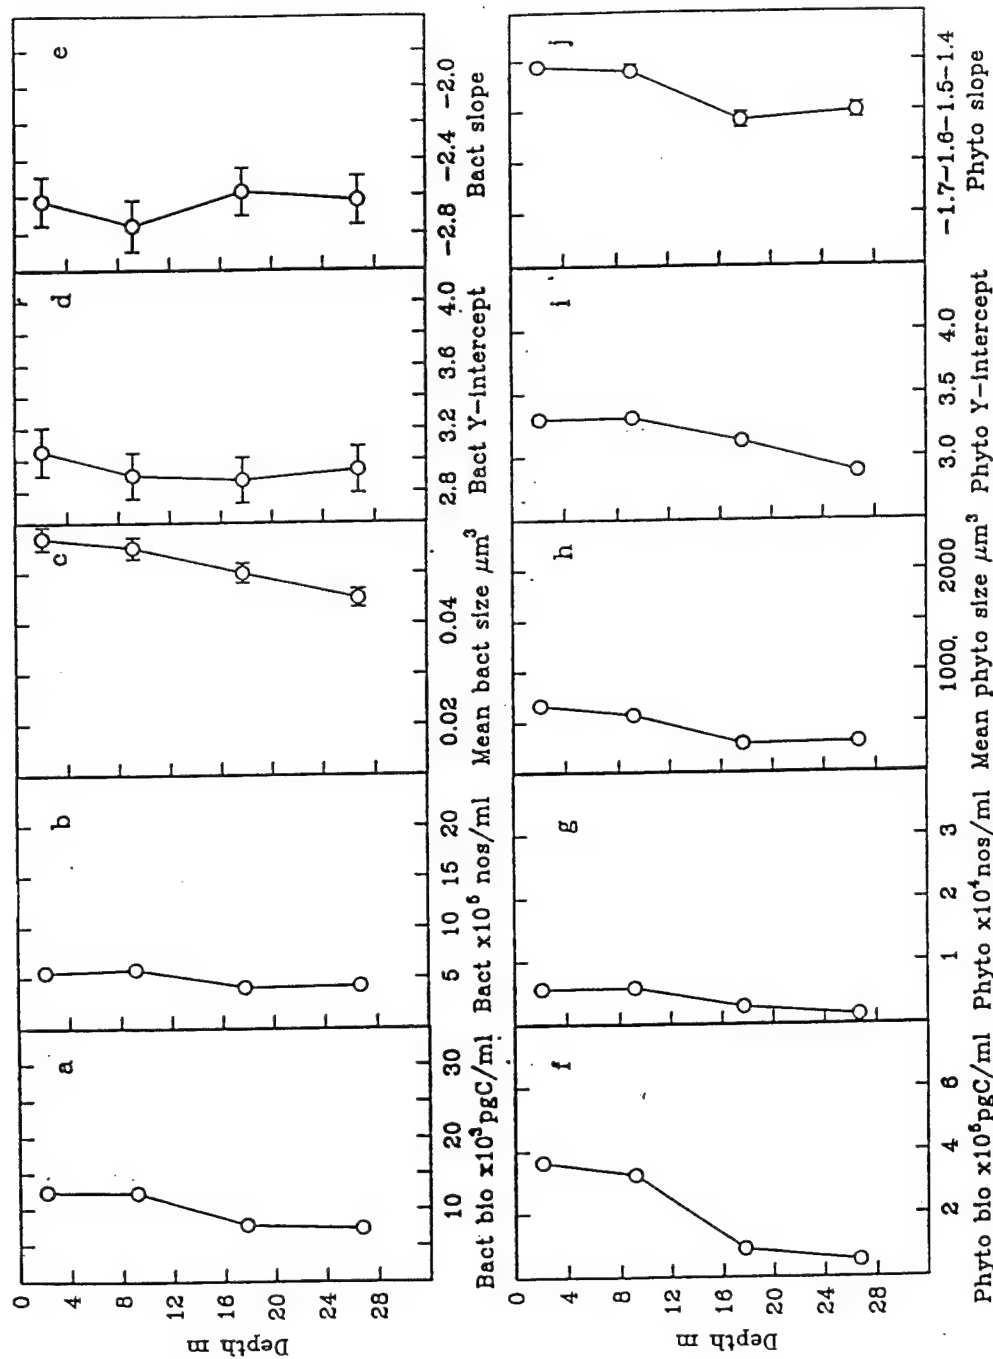 a
b
c
d
e
0
4
8
12
16
20
24
28
Depth m
10 20 30
5 10 15 20
0.02 0.04
2.8 3.2 3.6 4.0
-2.8 -2.4 -2.0
Bact bio x10³pgC/ml
Bact x10⁵ nos/ml
Mean bact size μm³
Bact Y-intercept
Bact slope
f
g
h
i
j
0
4
8
12
16
20
24
28
Depth m
2 4 6
1 2 3
1000 2000
3.0 3.5 4.0
-1.7-1.6-1.5-1.4
Phyto bio x10⁵pgC/ml
Phyto x10⁴nos/ml
Mean phyto size μm³
Phyto Y-intercept
Phyto slope